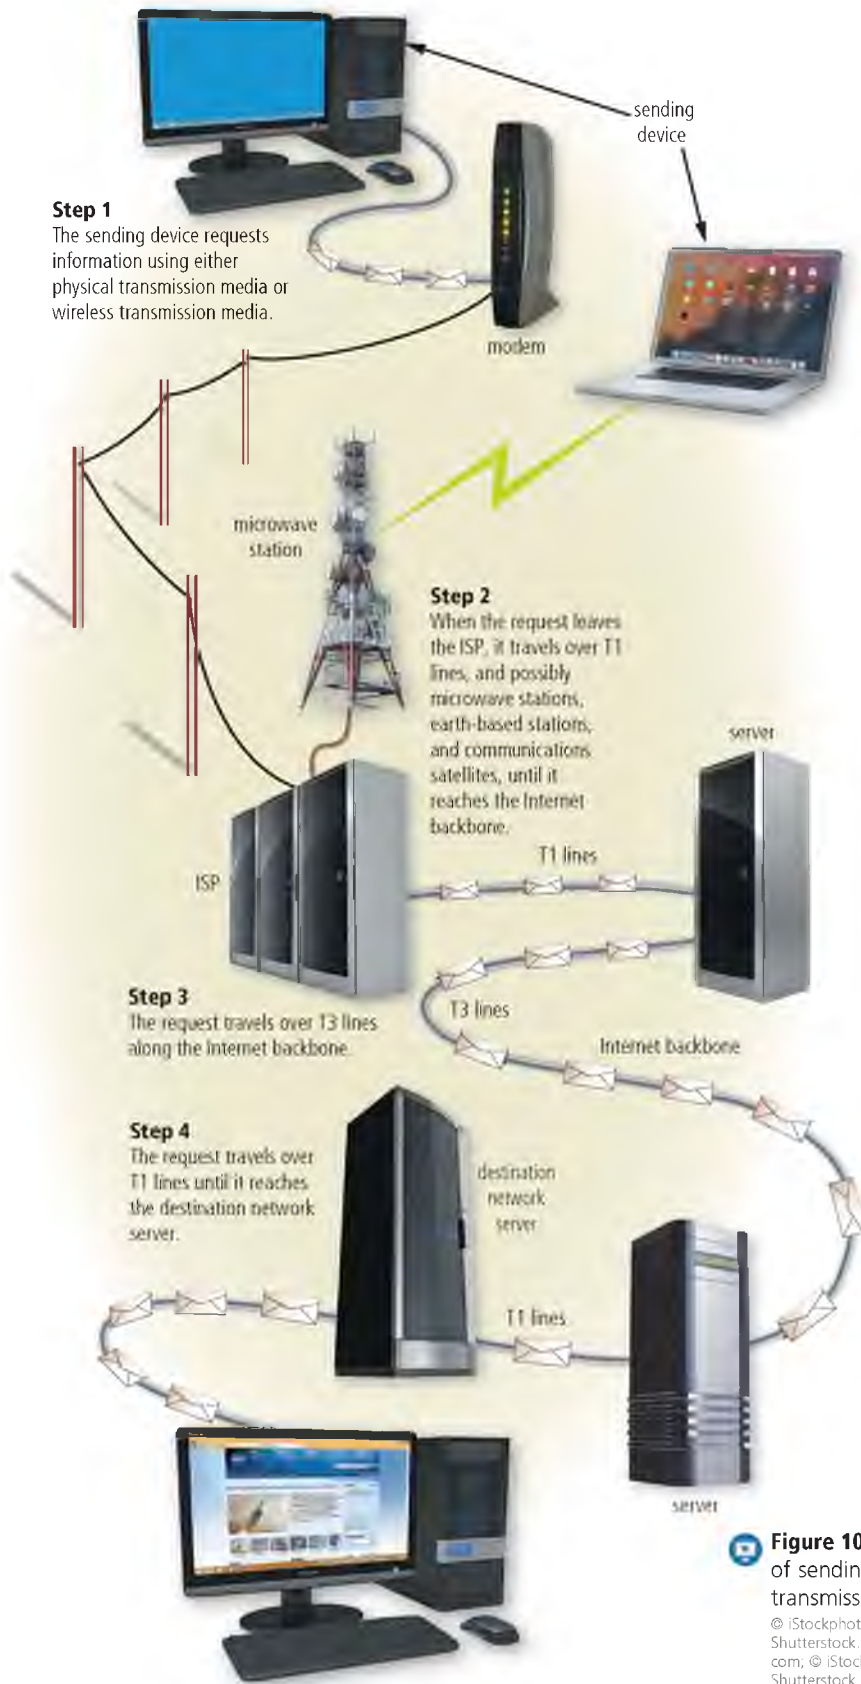 sending
device
Step 1
The sending device requests
information using either
physical transmission media or
wireless transmission media.
modem
microwave
station
Step 2
When the request leaves
the ISP, it travels over T1
lines, and possibly
microwave stations,
earth-based stations,
and communications
satellites, until it
reaches the Internet
backbone.
server
T1 lines
ISP
Step 3
The request travels over T3 lines
along the Internet backbone.
T3 lines
Internet backbone
Step 4
The request travels over
T1 lines until it reaches
the destination network
server.
destination
network
server
T1 lines
server
Figure 10
of sendin
transmiss
© iStockphot
Shutterstock.
com; © iStoc
Shutterstock